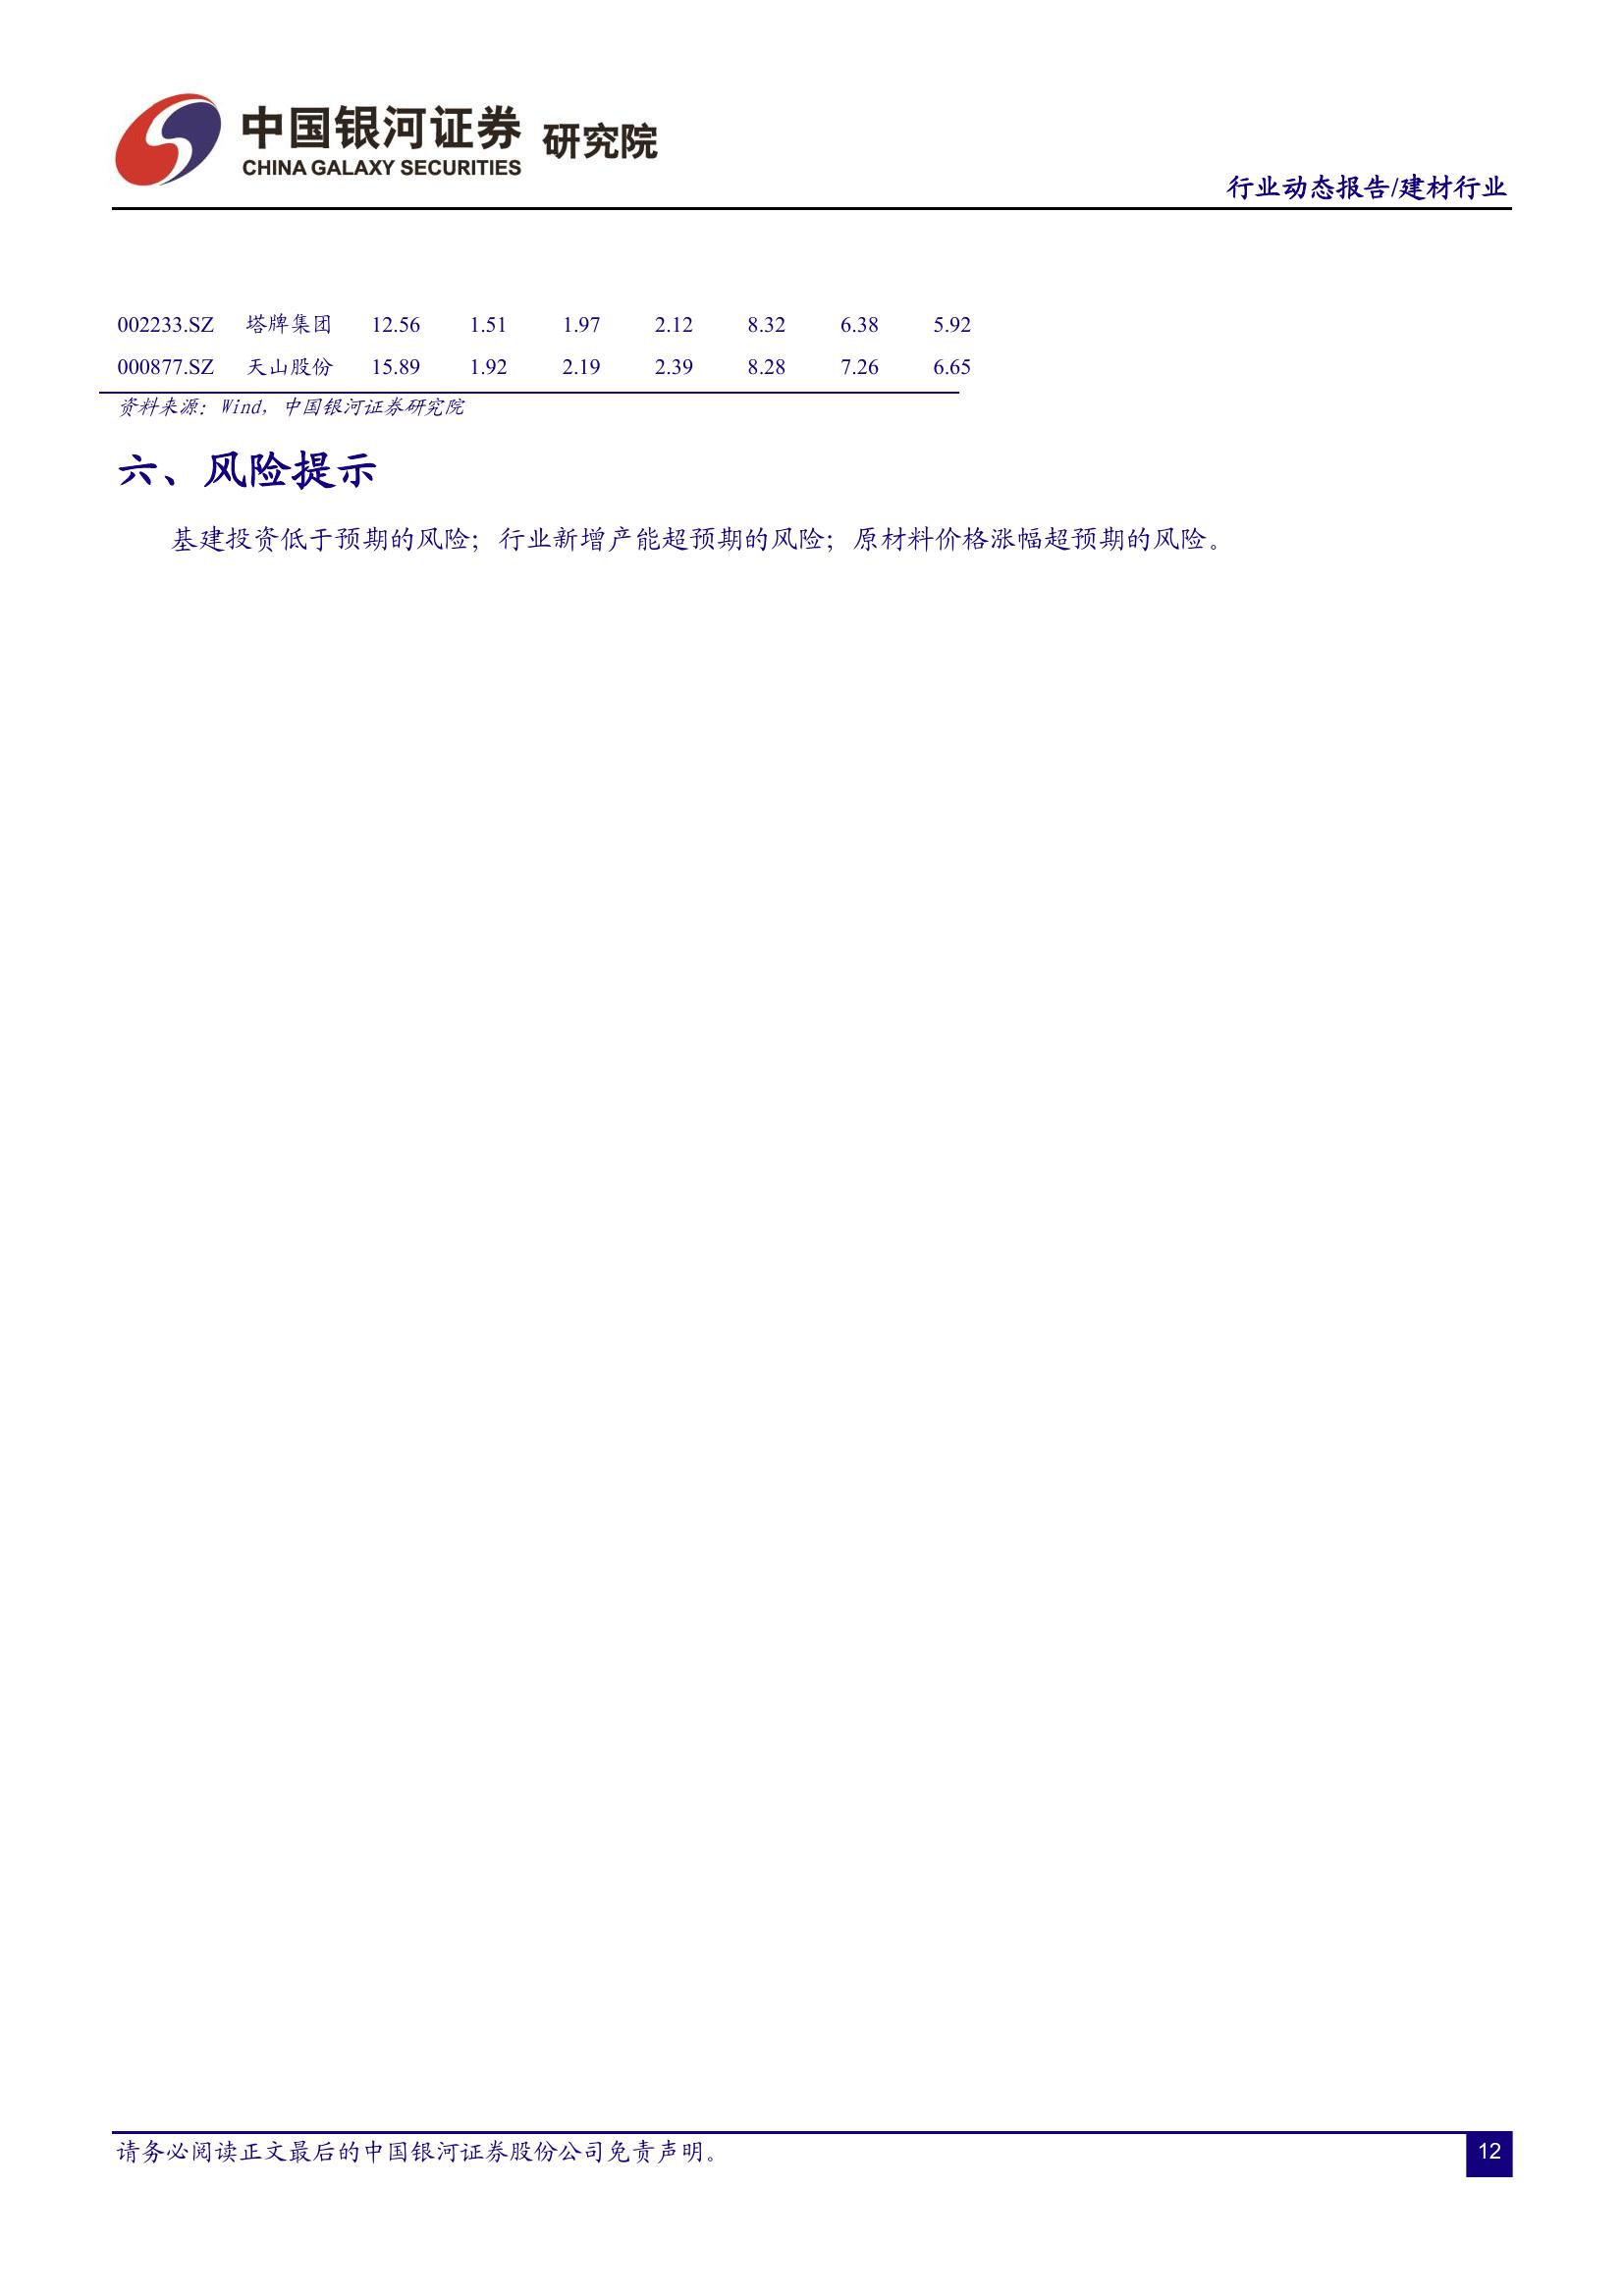 中国银河证券 研究院
CHINA GALAXY SECURITIES
行业动态报告/建材行业
002233.SZ 塔牌集团 12.56 1.51 1.97 2.12 8.32 6.38 5.92
000877.SZ 天山股份 15.89 1.92 2.19 2.39 8.28 7.26 6.65
资料来源：Wind，中国银河证券研究院
六、风险提示
基建投资低于预期的风险；行业新增产能超预期的风险；原材料价格涨幅超预期的风险。
请务必阅读正文最后的中国银河证券股份公司免责声明。
12